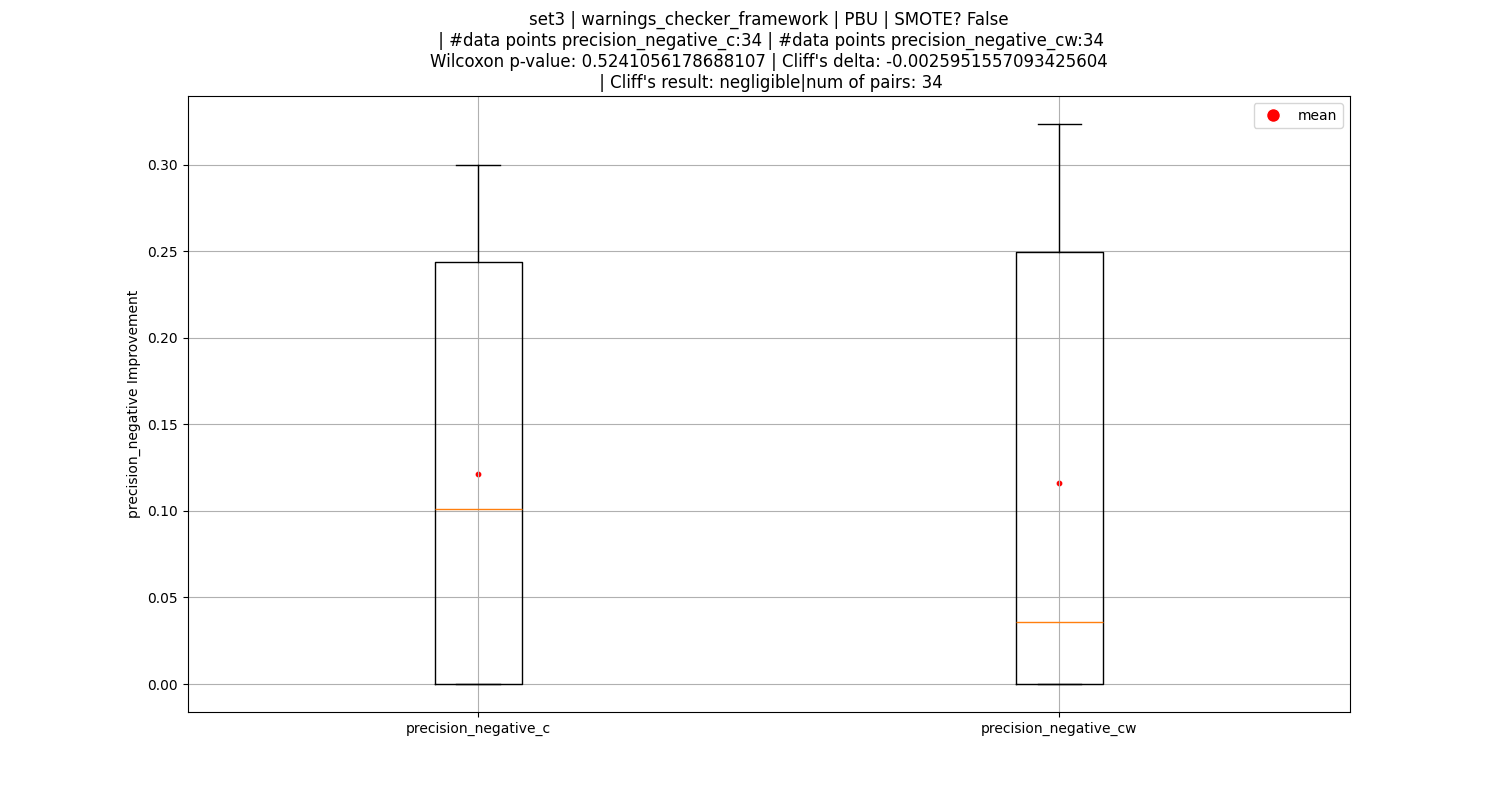 set3 | warnings_checker_framework | PBU | SMOTE? False
| #data points precision_negative_c:34 | #data points precision_negative_cw:34
Wilcoxon p-value: 0.5241056178688107 | Cliff's delta: -0.0025951557093425604
| Cliff's result: negligible|num of pairs: 34
mean
0.30
0.25
0.20
0.15
0.10
0.05
0.00
precision_negative Improvement
precision_negative_c
precision_negative_cw